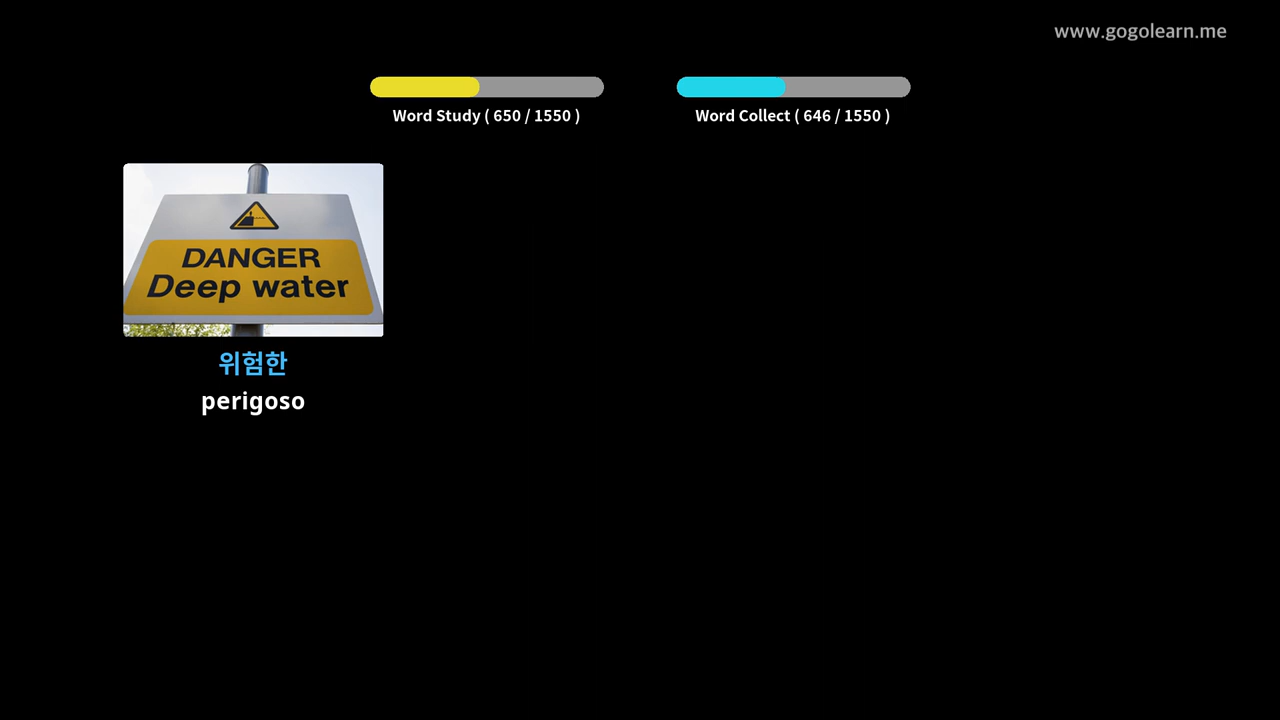 www.gogolearn.me
Word Study ( 650 / 1550 )
Word Collect ( 646 / 1550 )
DANGER
Deep water
위험한
perigoso